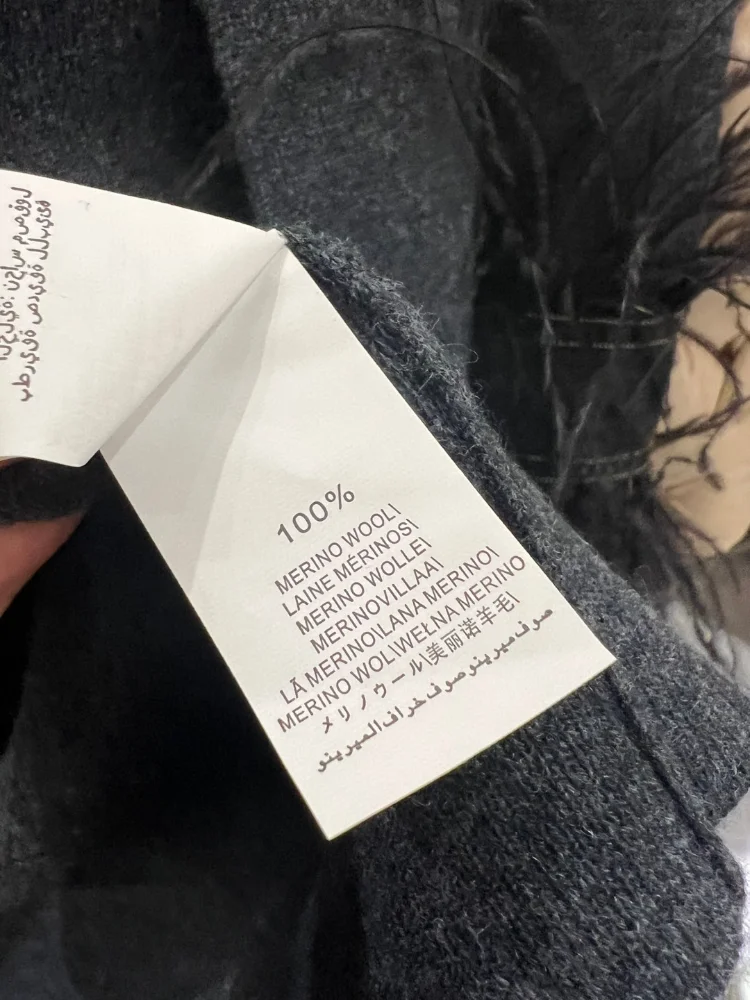 100%
MERINO WOOL\
LAINE MERINOS\
MERINO WOLLE\
MERINOVILLAA\
LÃ MERINO\LANA MERINO\
MERINO WOL\WEŁNA MERINO
メリノウール\美丽诺羊毛\
صوف ميرينو صوف خراف الميرينو